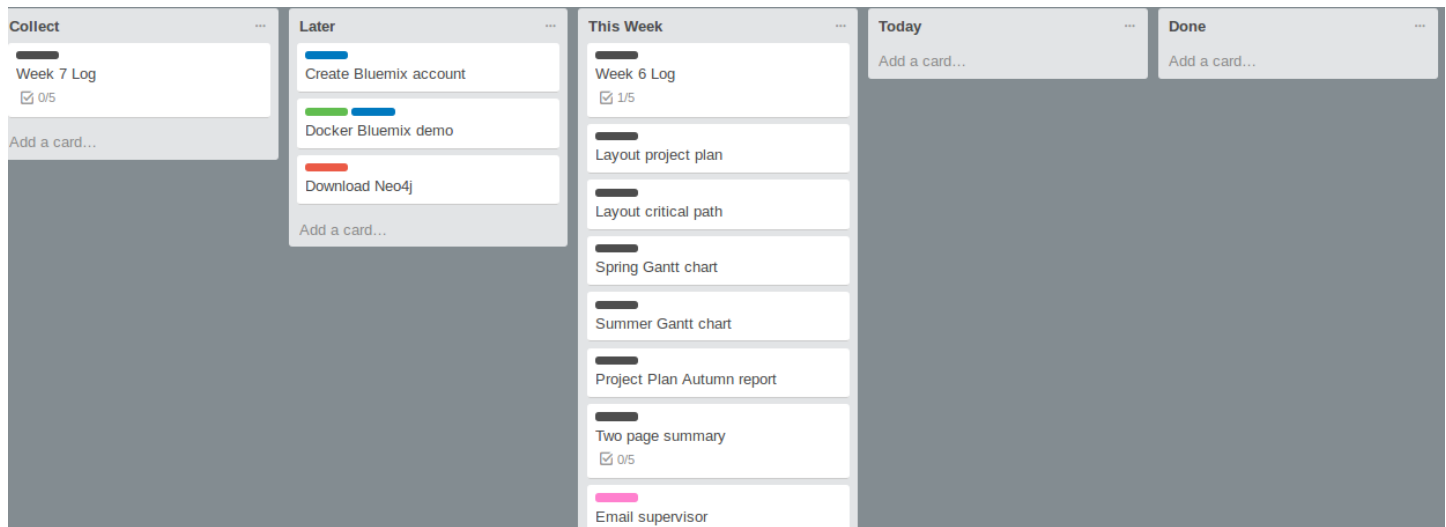 Collect ...
Week 7 Log
0/5
Add a card…
Later ...
Create Bluemix account
Docker Bluemix demo
Download Neo4j
Add a card…
This Week ...
Week 6 Log
1/5
Layout project plan
Layout critical path
Spring Gantt chart
Summer Gantt chart
Project Plan Autumn report
Two page summary
0/5
Email supervisor
Today ...
Add a card…
Done ...
Add a card…